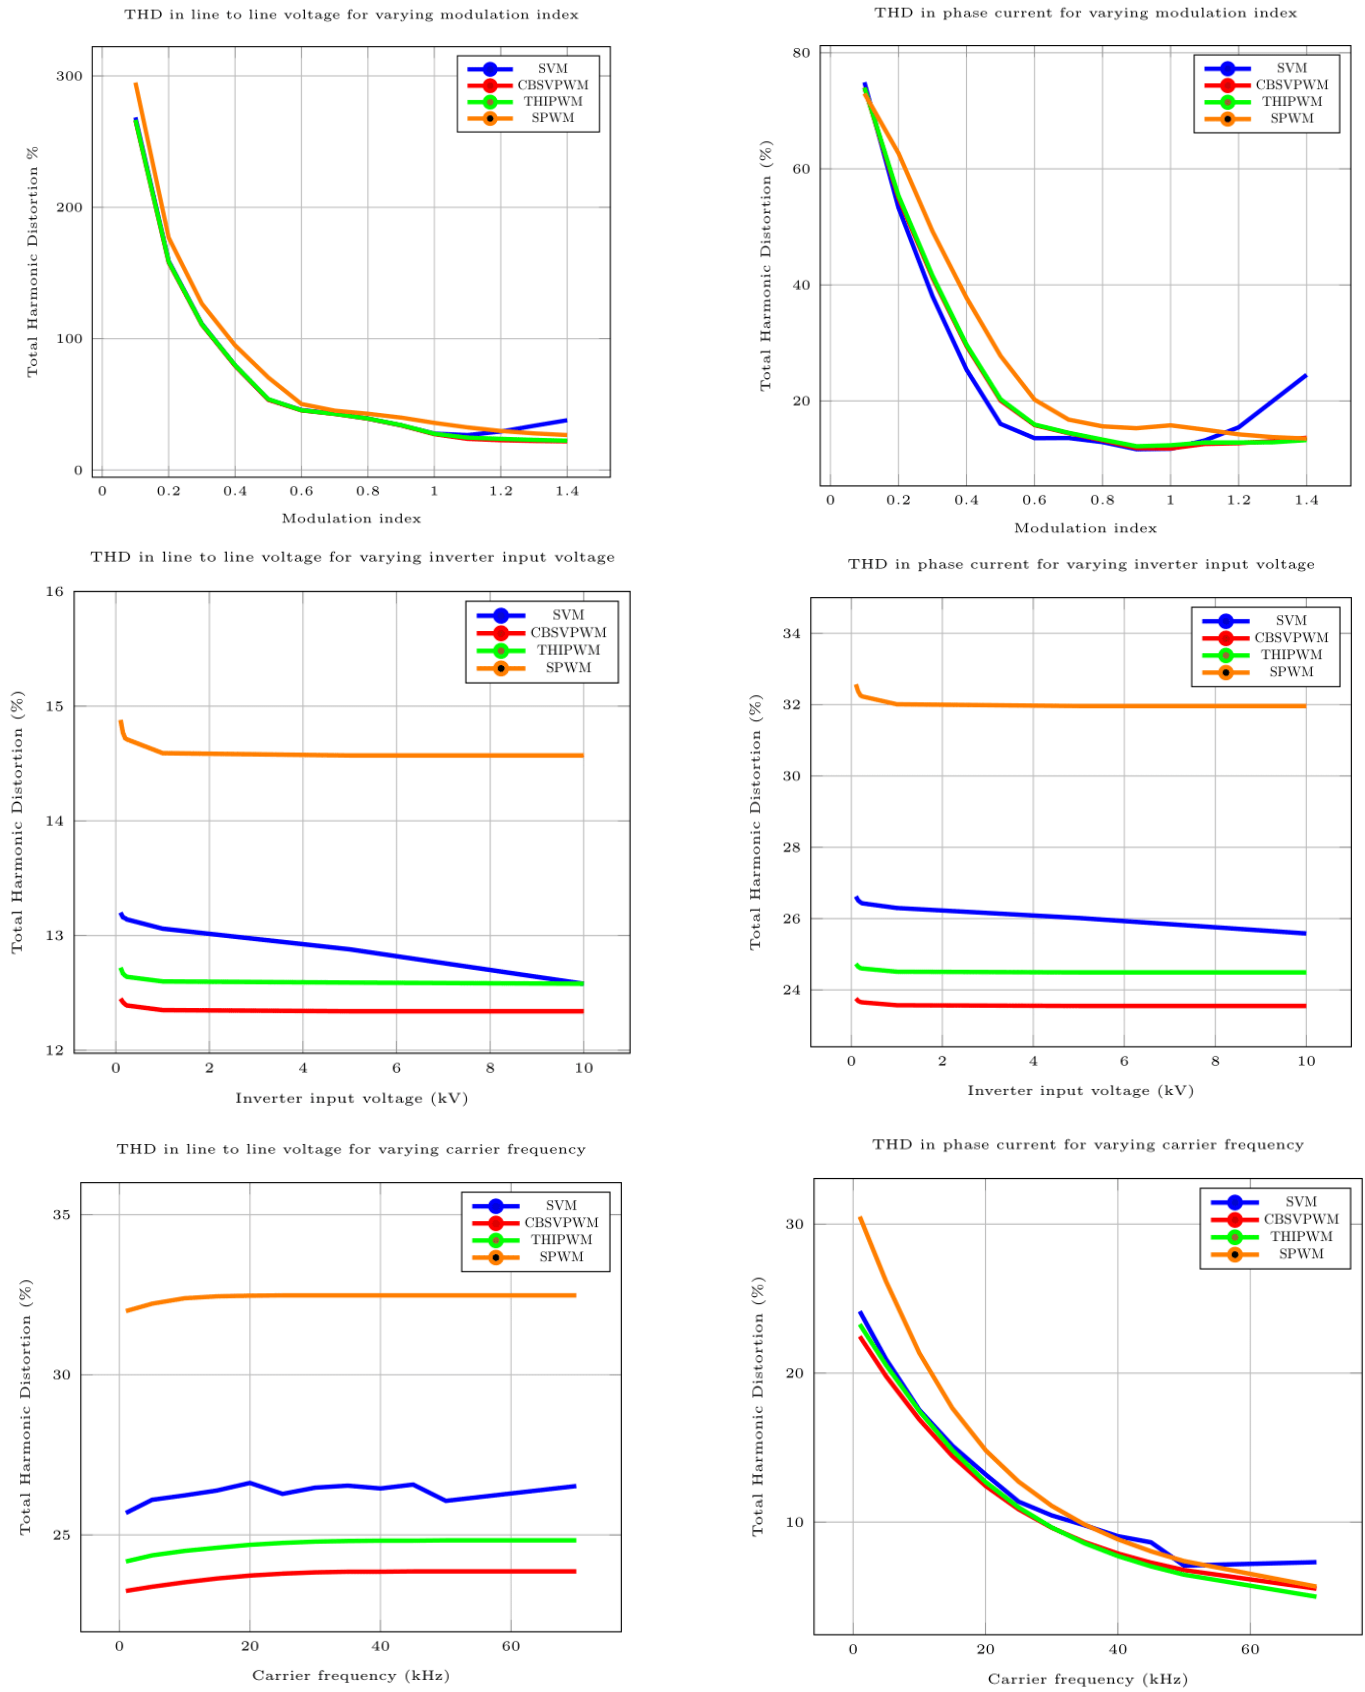 THD in line to line voltage for varying modulation index
Total Harmonic Distortion %
300
200
100
0
0
0.2
0.4
0.6
0.8
1
1.2
1.4
Modulation index
SVM
CBSVPWM
THIPWM
SPWM
THD in phase current for varying modulation index
Total Harmonic Distortion (%)
80
60
40
20
0
0.2
0.4
0.6
0.8
1
1.2
1.4
Modulation index
SVM
CBSVPWM
THIPWM
SPWM
THD in line to line voltage for varying inverter input voltage
Total Harmonic Distortion (%)
16
15
14
13
12
0
2
4
6
8
10
Inverter input voltage (kV)
SVM
CBSVPWM
THIPWM
SPWM
THD in phase current for varying inverter input voltage
Total Harmonic Distortion (%)
34
32
30
28
26
24
0
2
4
6
8
10
Inverter input voltage (kV)
SVM
CBSVPWM
THIPWM
SPWM
THD in line to line voltage for varying carrier frequency
Total Harmonic Distortion (%)
35
30
25
0
20
40
60
Carrier frequency (kHz)
SVM
CBSVPWM
THIPWM
SPWM
THD in phase current for varying carrier frequency
Total Harmonic Distortion (%)
30
20
10
0
20
40
60
Carrier frequency (kHz)
SVM
CBSVPWM
THIPWM
SPWM